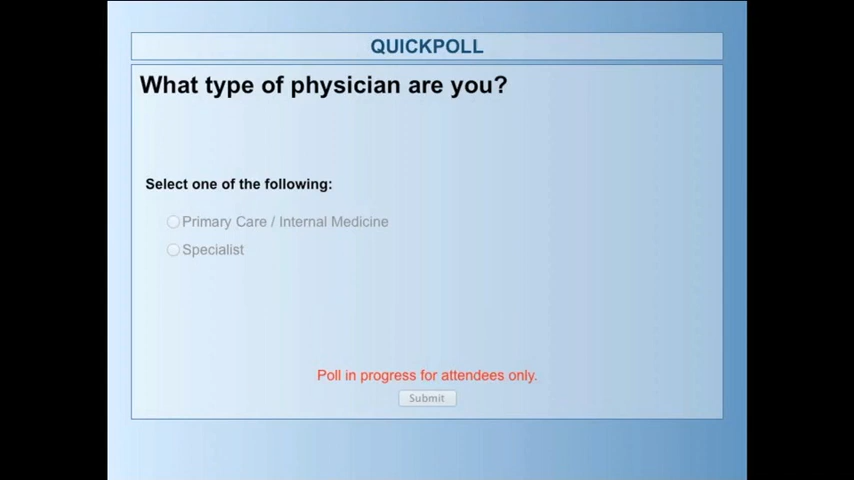 QUICKPOLL
What type of physician are you?
Select one of the following:
Primary Care / Internal Medicine
Specialist
Poll in progress for attendees only.
Submit